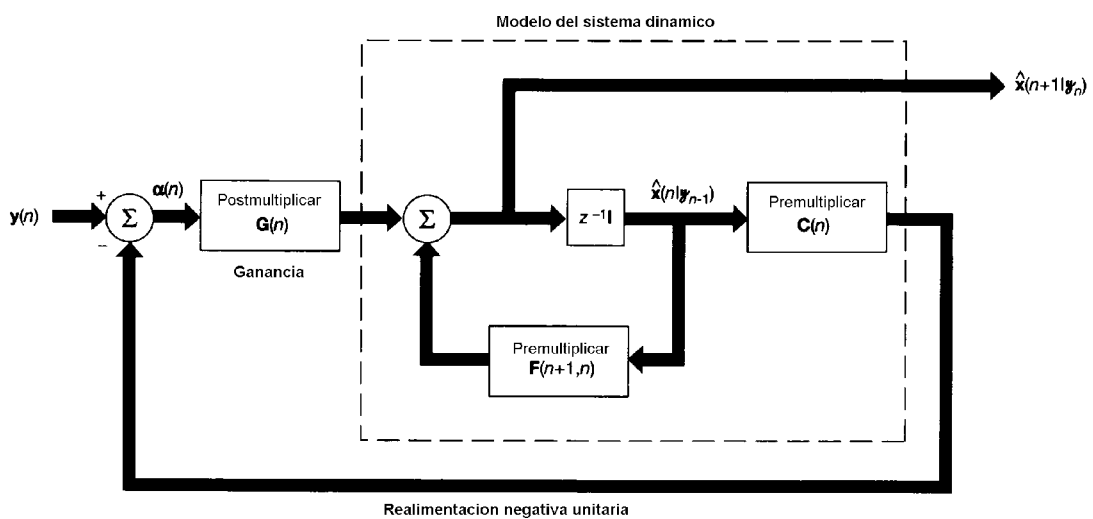 Modelo del sistema dinamico
x̂(n+1|𝒴n)
y(n)
+
−
Σ
α(n)
Postmultiplicar
G(n)
Ganancia
Σ
z⁻¹I
x̂(n|𝒴n-1)
Premultiplicar
C(n)
Premultiplicar
F(n+1,n)
Realimentacion negativa unitaria